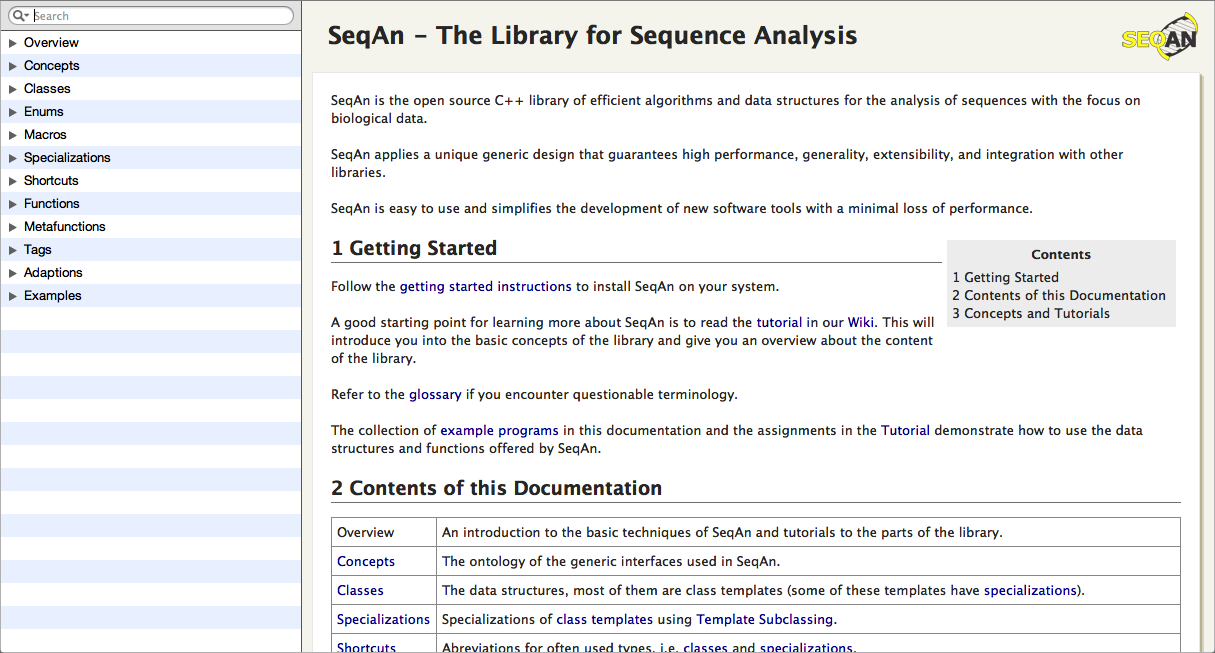 Search
Overview
Concepts
Classes
Enums
Macros
Specializations
Shortcuts
Functions
Metafunctions
Tags
Adaptions
Examples
SeqAn – The Library for Sequence Analysis
SEQAN
SeqAn is the open source C++ library of efficient algorithms and data structures for the analysis of sequences with the focus on
biological data.
SeqAn applies a unique generic design that guarantees high performance, generality, extensibility, and integration with other
libraries.
SeqAn is easy to use and simplifies the development of new software tools with a minimal loss of performance.
1 Getting Started
Contents
1 Getting Started
2 Contents of this Documentation
3 Concepts and Tutorials
Follow the getting started instructions to install SeqAn on your system.
A good starting point for learning more about SeqAn is to read the tutorial in our Wiki. This will
introduce you into the basic concepts of the library and give you an overview about the content
of the library.
Refer to the glossary if you encounter questionable terminology.
The collection of example programs in this documentation and the assignments in the Tutorial demonstrate how to use the data
structures and functions offered by SeqAn.
2 Contents of this Documentation
Overview An introduction to the basic techniques of SeqAn and tutorials to the parts of the library.
Concepts The ontology of the generic interfaces used in SeqAn.
Classes The data structures, most of them are class templates (some of these templates have specializations).
Specializations Specializations of class templates using Template Subclassing.
Shortcuts Abreviations for often used types, i.e. classes and specializations.